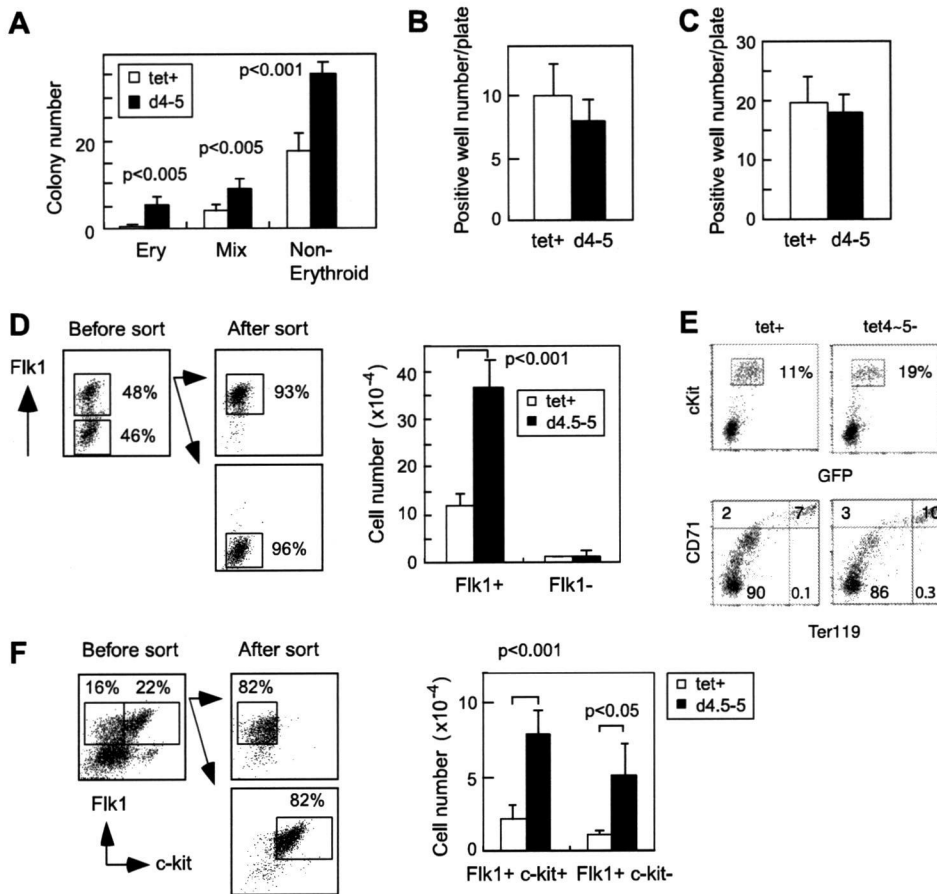 A
Colony number
20
0
tet+
d4-5
p<0.005
p<0.005
p<0.001
Ery
Mix
Non-
Erythroid
B
Positive well number/plate
10
5
0
tet+ d4-5
C
Positive well number/plate
30
20
10
0
tet+ d4-5
D
Before sort
After sort
Flk1
48%
46%
93%
96%
Cell number (x10-4)
40
30
20
10
0
p<0.001
tet+
d4.5-5
Flk1+
Flk1-
E
tet+
tet4~5-
cKit
11%
19%
GFP
CD71
2
7
90
0.1
3
10
86
0.3
Ter119
F
Before sort
After sort
16% 22%
82%
82%
Flk1
c-kit
Cell number (x10-4)
10
5
0
p<0.001
p<0.05
tet+
d4.5-5
Flk1+ c-kit+ Flk1+ c-kit-